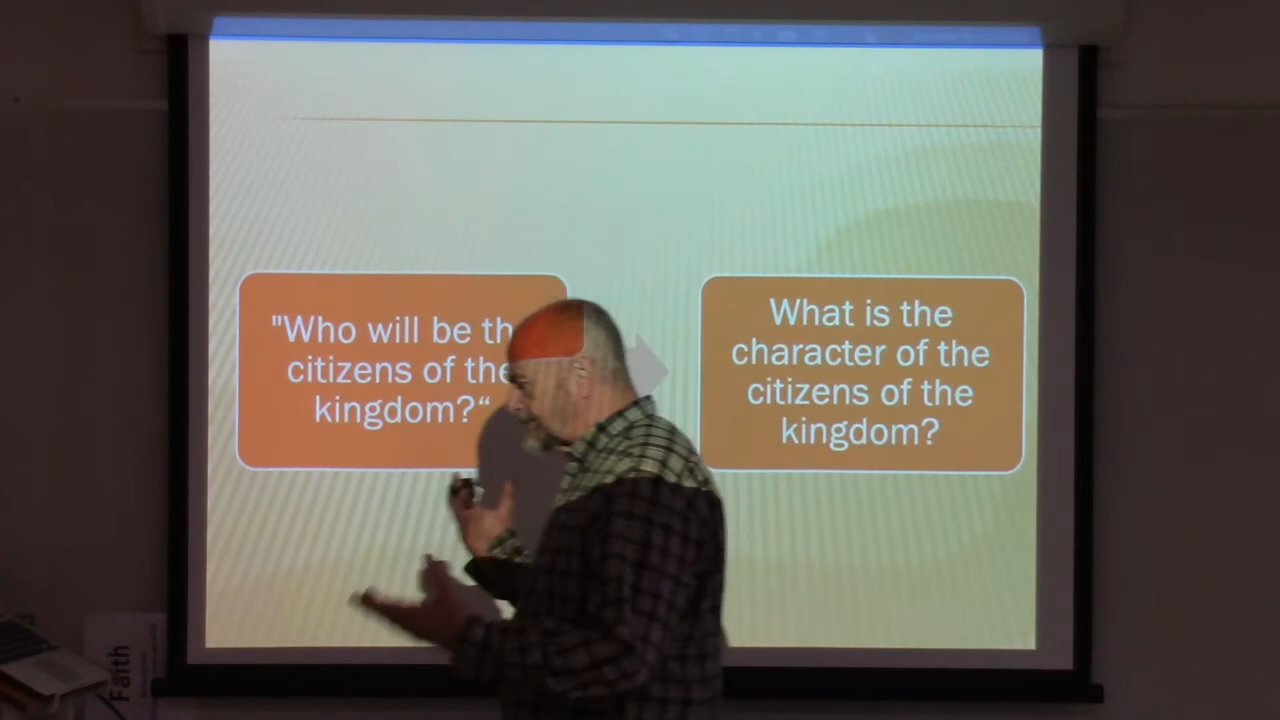 "Who will be th
citizens of the
kingdom?“
What is the
character of the
citizens of the
kingdom?
Faith